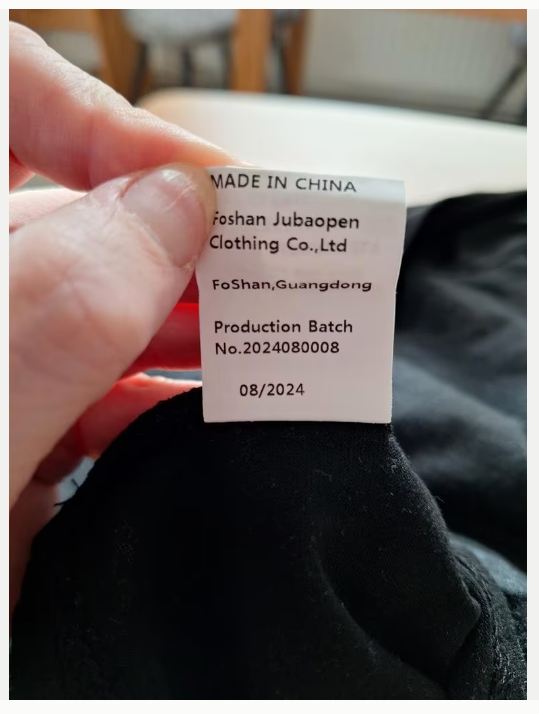 MADE IN CHINA
Foshan Jubaopen
Clothing Co.,Ltd
FoShan,Guangdong
Production Batch
No.2024080008
08/2024